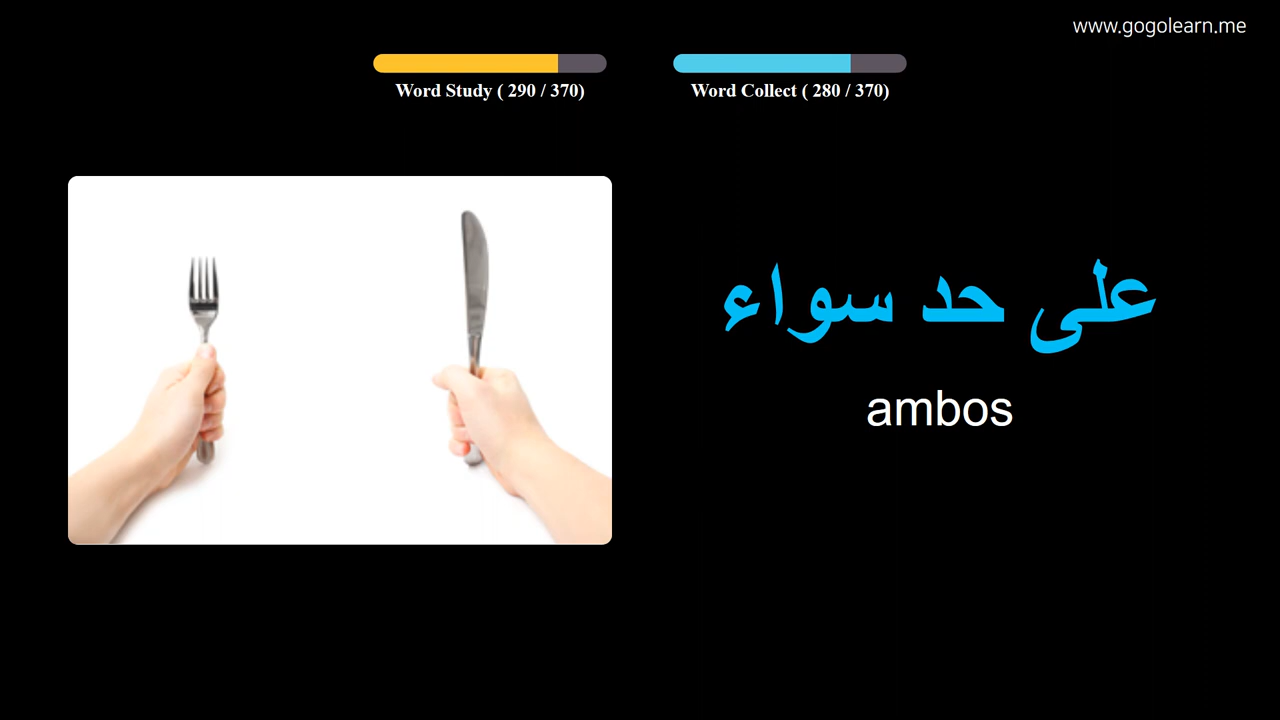 www.gogolearn.me
Word Study ( 290 / 370)
Word Collect ( 280 / 370)
على حد سواء
ambos